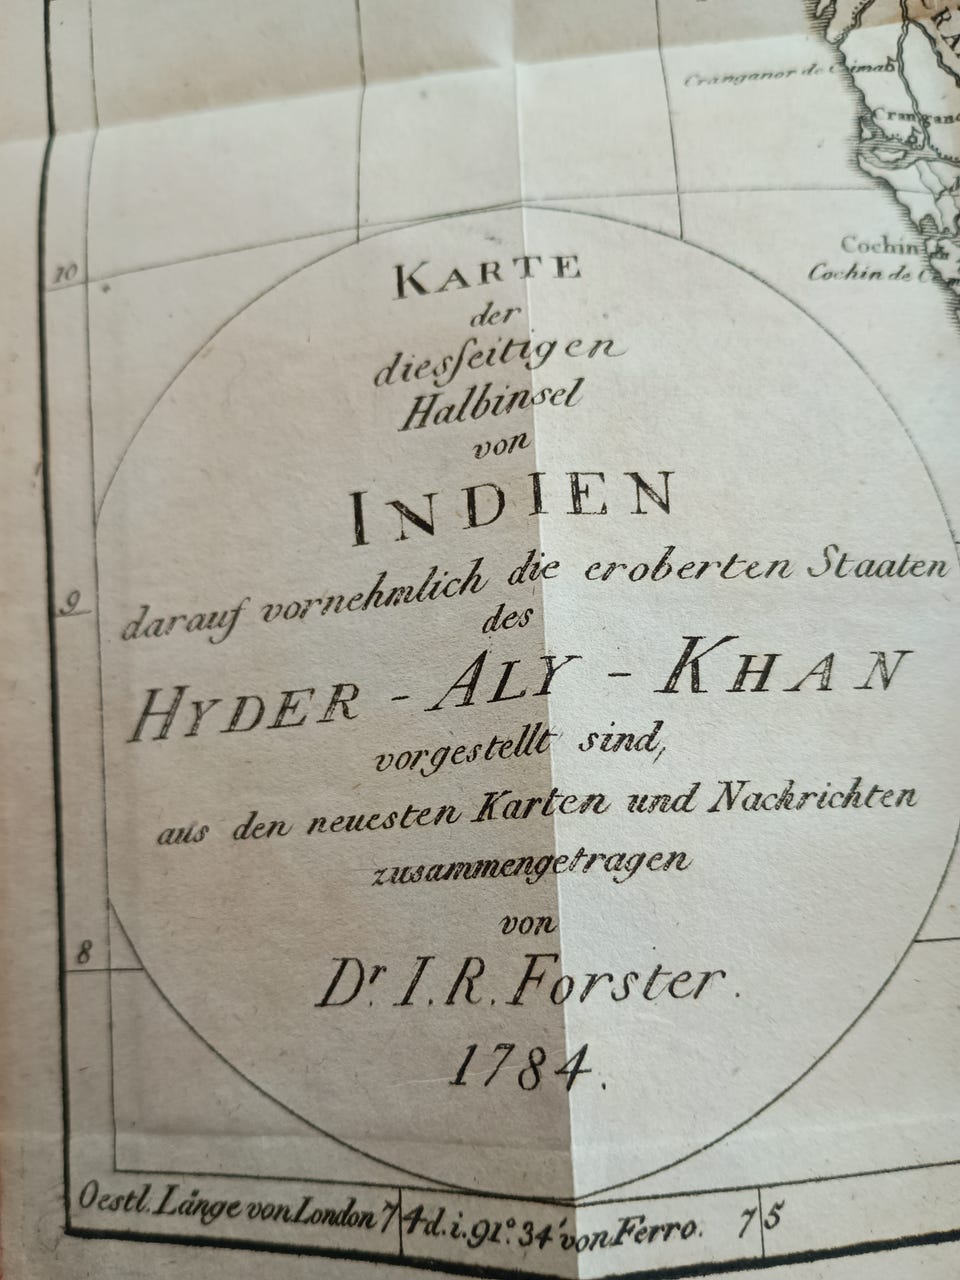 Cranganor de
Cochin
Cochin de
10
KARTE
der
diesſeitigen
Halbinsel
von
INDIEN
9
darauf vornehmlich die eroberten Staaten
des
HYDER - ALY - KHAN
vorgestellt sind,
aus den neuesten Karten und Nachrichten
zusammengetragen
von
8
Dr. I. R. Forster.
1784.
Oestl. Länge von London 74 d. i. 91°. 34' von Ferro. 75